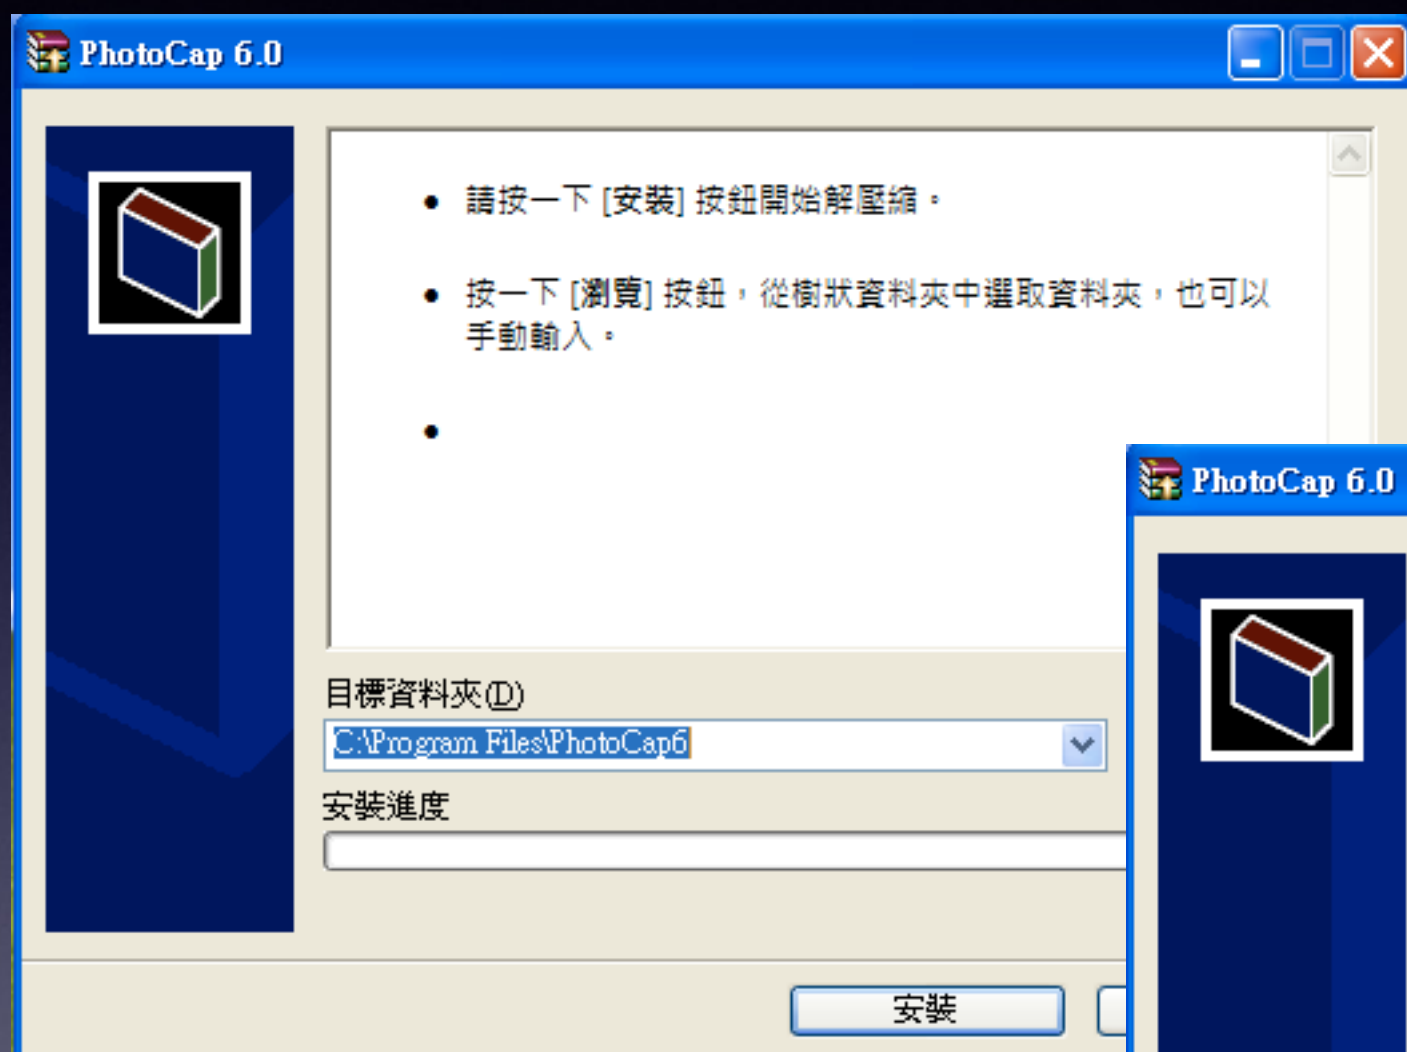 PhotoCap 6.0
請按一下 [安裝] 按鈕開始解壓縮。
按一下 [瀏覽] 按鈕，從樹狀資料夾中選取資料夾，也可以
手動輸入。
目標資料夾(D)
C:\Program Files\PhotoCap6
安裝進度
安裝
PhotoCap 6.0